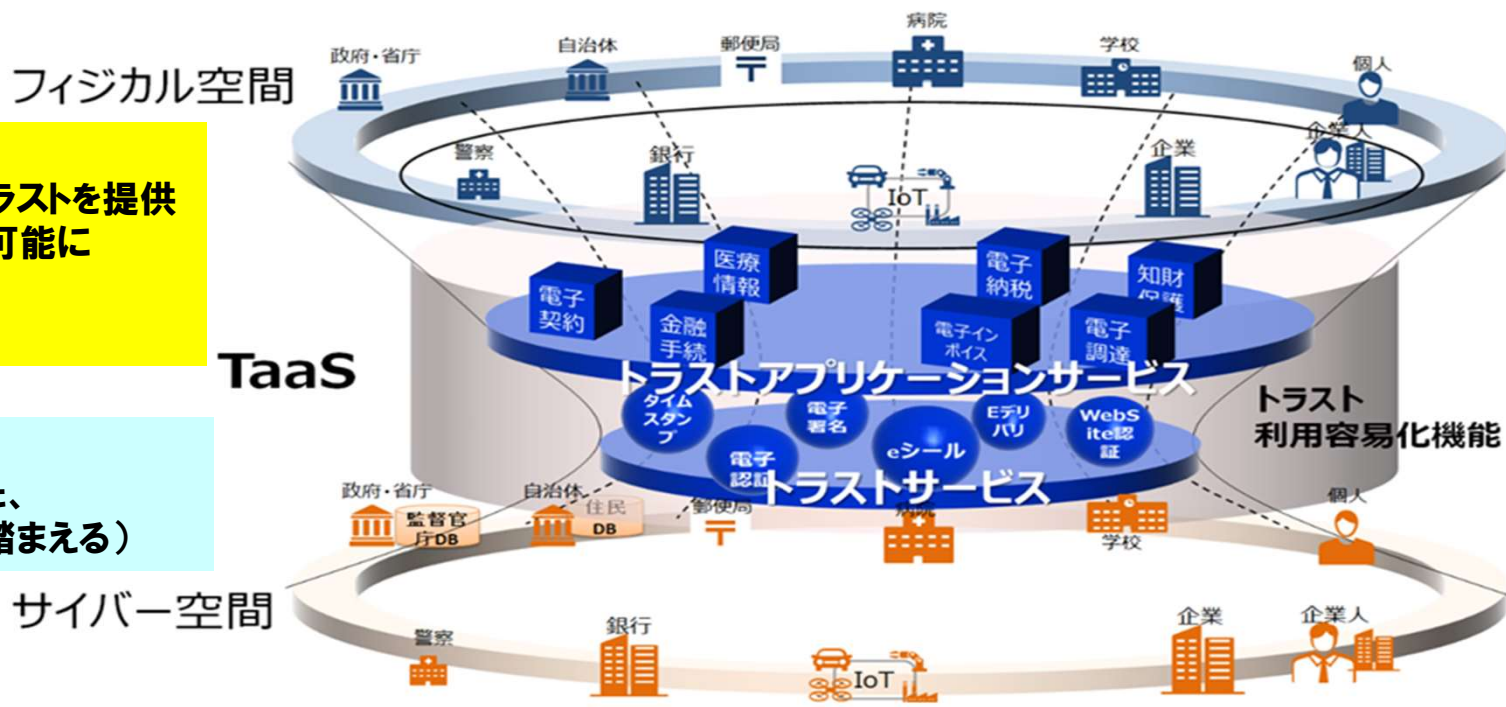 病院
郵便局
学校
自治体
政府・省庁
個人
フィジカル空間
企業人
警察
銀行
企業
IoT
ラストを提供
可能に
医療
情報
電子
納税
知財
保護
電子
契約
金融
手続
電子イン
ボイス
電子
調達
TaaS
トラストアプリケーションサービス
タイム
スタン
プ
電子
署名
Eデリ
バリ
WebS
ite認
証
トラスト
利用容易化機能
eシール
電子
認証
トラストサービス
と、
踏まえる）
政府・省庁
監督官
庁DB
自治体
住民
DB
郵便局
病院
学校
個人
サイバー空間
警察
銀行
IoT
企業
企業人